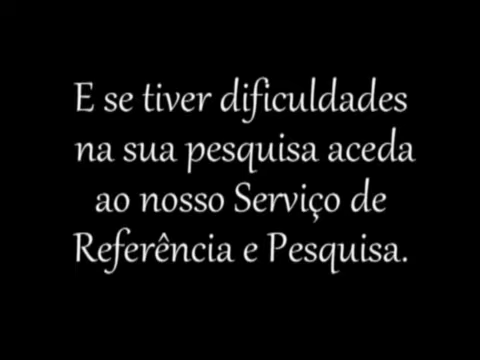 E se tiver dificuldades
na sua pesquisa aceda
ao nosso Serviço de
Referência e Pesquisa.